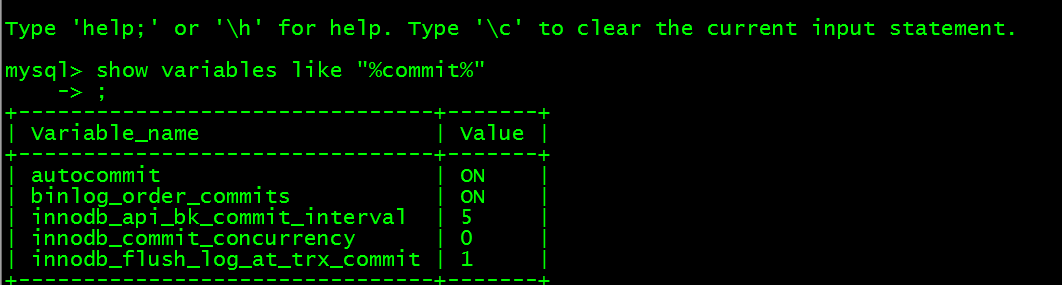 Type 'help;' or '\h' for help. Type '\c' to clear the current input statement.
mysql> show variables like "%commit%"
    -> ;
+--------------------------------+-------+
| Variable_name                  | Value |
+--------------------------------+-------+
| autocommit                     | ON    |
| binlog_order_commits           | ON    |
| innodb_api_bk_commit_interval  | 5     |
| innodb_commit_concurrency      | 0     |
| innodb_flush_log_at_trx_commit | 1     |
+--------------------------------+-------+